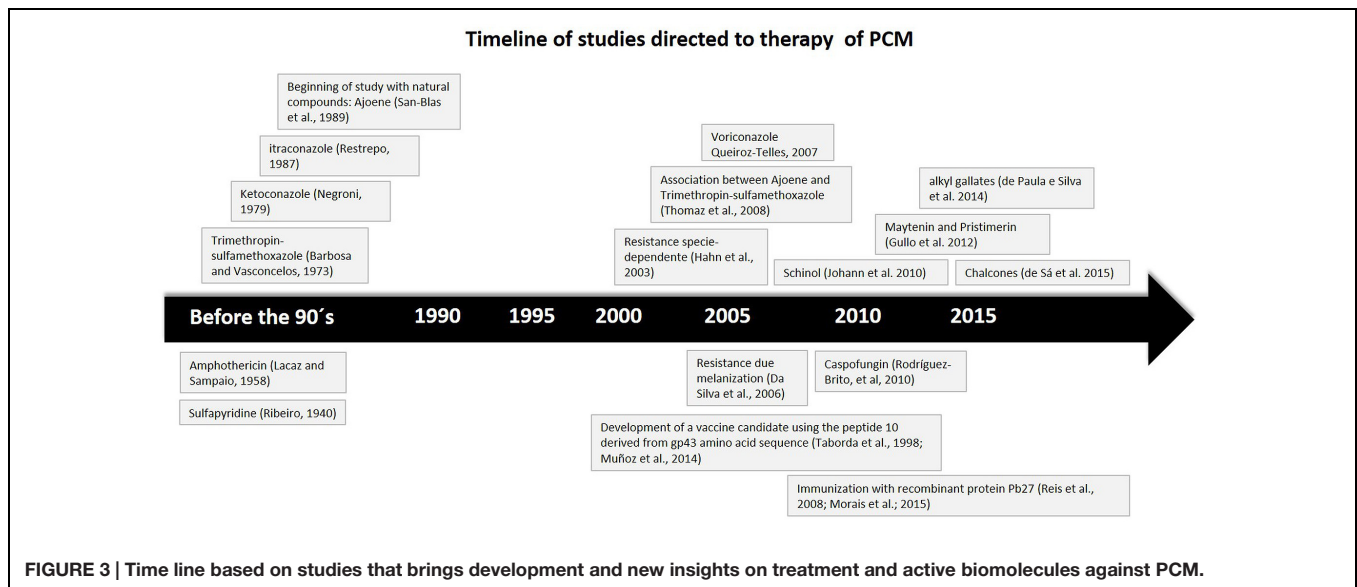 Timeline of studies directed to therapy of PCM
Beginning of study with natural
compounds: Ajoene (San-Blas
et al., 1989)
itraconazole (Restrepo,
1987)
Ketoconazole (Negroni,
1979)
Trimethropin-
sulfamethoxazole (Barbosa
and Vasconcelos, 1973)
Voriconazole
Queiroz-Telles, 2007
Association between Ajoene and
Trimethropin-sulfamethoxazole
(Thomaz et al., 2008)
Resistance specie-
dependente (Hahn et al.,
2003)
alkyl gallates (de Paula e Silva
et al. 2014)
Maytenin and Pristimerin
(Gullo et al. 2012)
Schinol (Johann et al. 2010)
Chalcones (de Sá et al. 2015)
Before the 90´s 1990 1995 2000 2005 2010 2015
Amphothericin (Lacaz and
Sampaio, 1958)
Sulfapyridine (Ribeiro, 1940)
Resistance due
melanization (Da
Silva et al., 2006)
Caspofungin (Rodríguez-
Brito, et al, 2010)
Development of a vaccine candidate using the peptide 10
derived from gp43 amino acid sequence (Taborda et al., 1998;
Muñoz et al., 2014)
Immunization with recombinant protein Pb27 (Reis et al.,
2008; Morais et al.; 2015)
FIGURE 3 | Time line based on studies that brings development and new insights on treatment and active biomolecules against PCM.